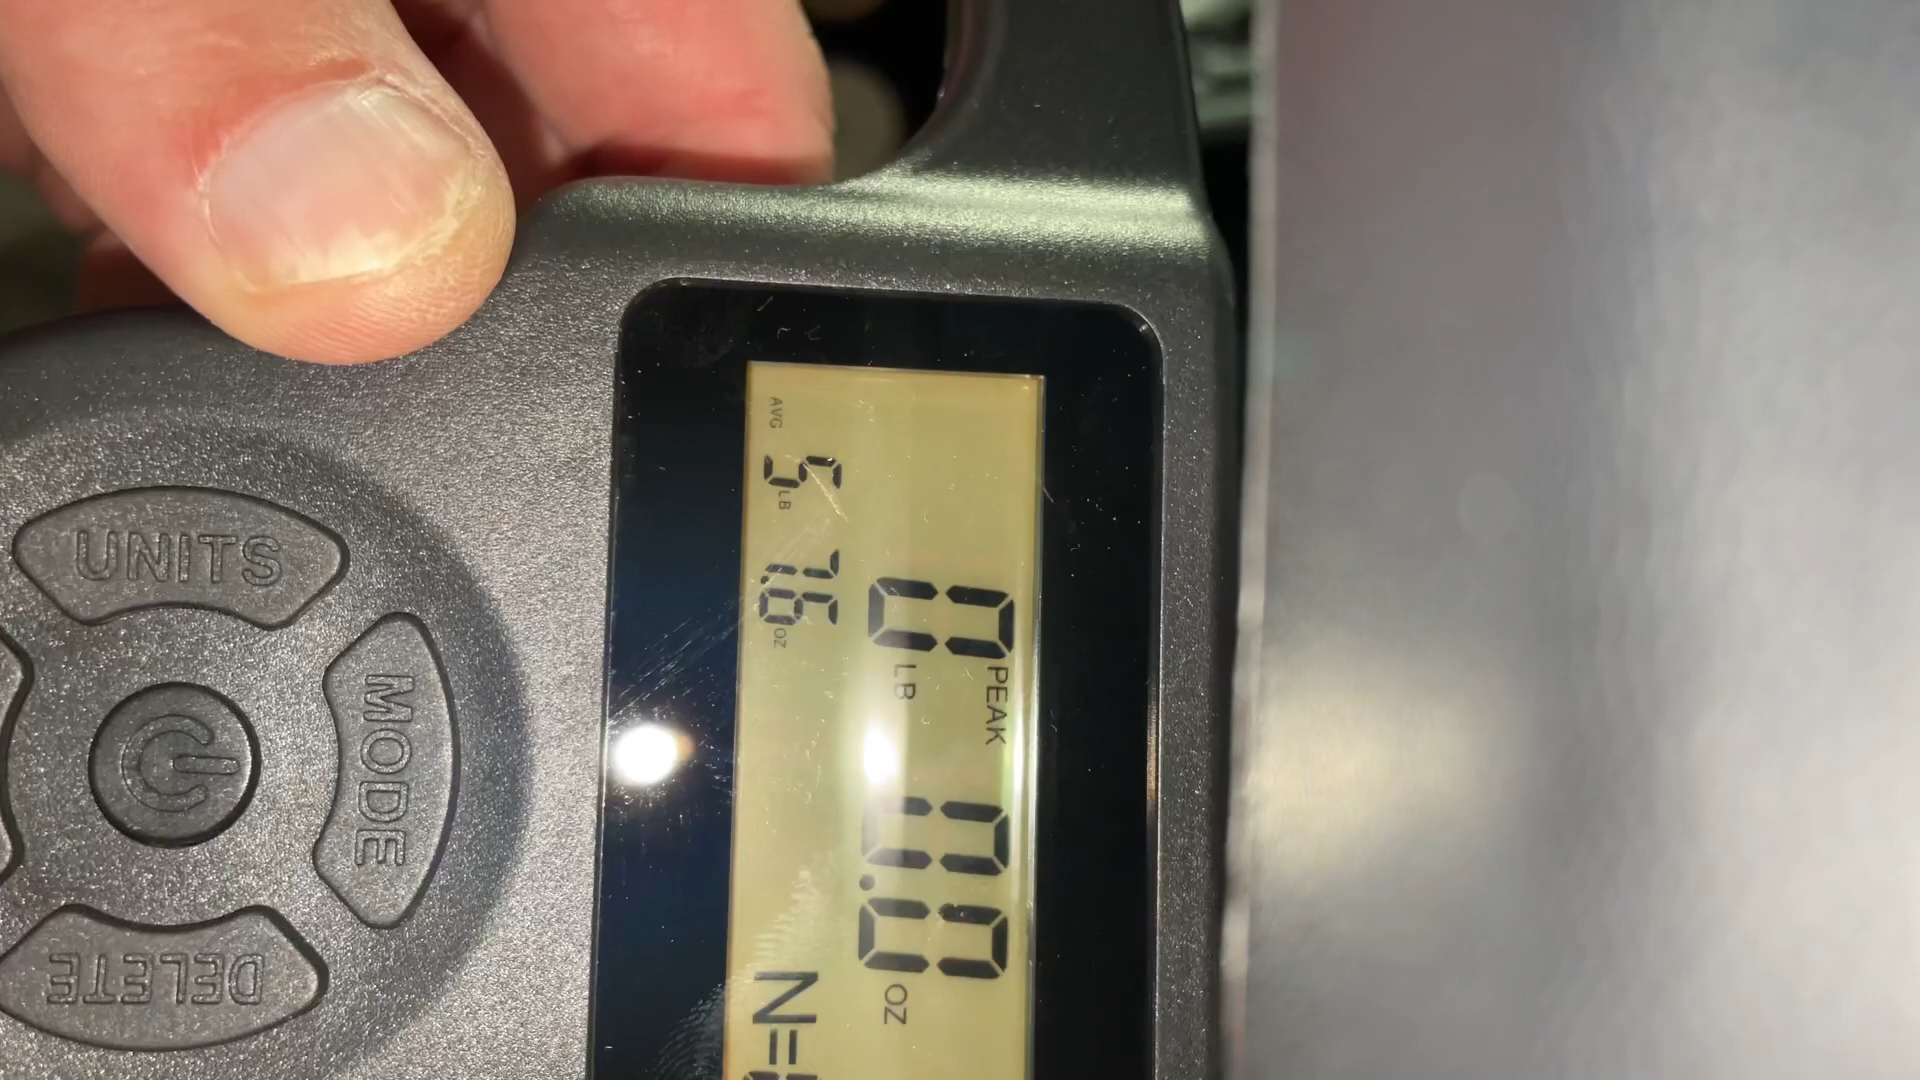 PEAK
0 LB 0.0 OZ
AVG 5 LB 7.6 OZ N=
UNITS
MODE
DELETE